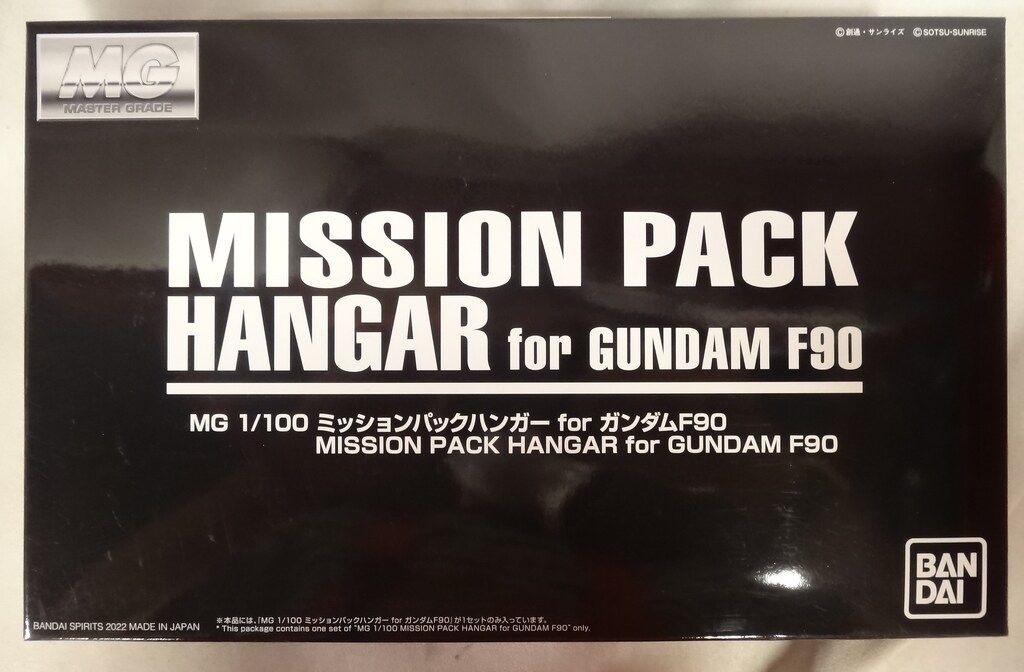 MG
MASTER GRADE
©創通・サンライズ ©SOTSU·SUNRISE
MISSION PACK
HANGAR for GUNDAM F90
MG 1/100 ミッションパックハンガー for ガンダムF90
MISSION PACK HANGAR for GUNDAM F90
BAN
DAI
BANDAI SPIRITS 2022 MADE IN JAPAN
※本品には、「MG 1/100 ミッションパックハンガー for ガンダムF90」が1セットのみ入っています。
* This package contains one set of "MG 1/100 MISSION PACK HANGAR for GUNDAM F90" only.